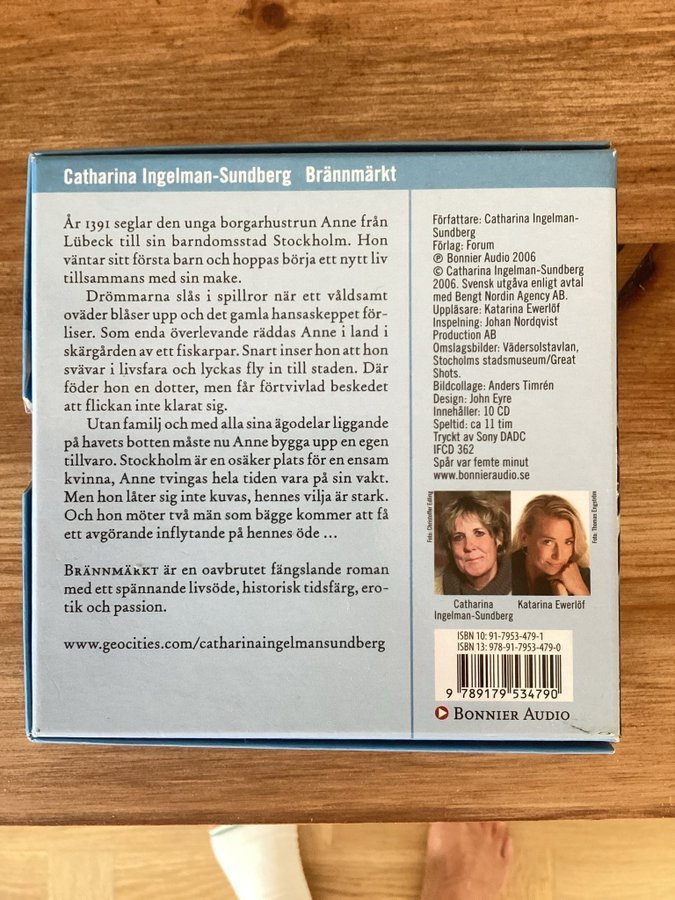 Catharina Ingelman-Sundberg Brännmärkt
År 1391 seglar den unga borgarhustrun Anne från
Lübeck till sin barndomsstad Stockholm. Hon
väntar sitt första barn och hoppas börja ett nytt liv
tillsammans med sin make.
Drömmarna slås i spillror när ett våldsamt
oväder blåser upp och det gamla hansaskeppet för-
liser. Som enda överlevande räddas Anne i land i
skärgården av ett fiskarpar. Snart inser hon att hon
svävar i livsfara och lyckas fly in till staden. Där
föder hon en dotter, men får förtvivlad beskedet
att flickan inte klarat sig.
Utan familj och med alla sina ägodelar liggande
på havets botten måste nu Anne bygga upp en egen
tillvaro. Stockholm är en osäker plats för en ensam
kvinna, Anne tvingas hela tiden vara på sin vakt.
Men hon låter sig inte kuvas, hennes vilja är stark.
Och hon möter två män som bägge kommer att få
ett avgörande inflytande på hennes öde ...
Brännmärkt är en oavbrutet fängslande roman
med ett spännande livsöde, historisk tidsfärg, ero-
tik och passion.
www.geocities.com/catharinaingelmansundberg
Författare: Catharina Ingelman-
Sundberg
Förlag: Forum
℗ Bonnier Audio 2006
© Catharina Ingelman-Sundberg
2006. Svensk utgåva enligt avtal
med Bengt Nordin Agency AB.
Uppläsare: Katarina Ewerlöf
Inspelning: Johan Nordqvist
Production AB
Omslagsbilder: Vädersolstavlan,
Stocholms stadsmuseum/Great
Shots.
Bildcollage: Anders Timrén
Design: John Eyre
Innehåller: 10 CD
Speltid: ca 11 tim
Tryckt av Sony DADC
IFCD 362
Spår var femte minut
www.bonnieraudio.se
Foto: Christoffer Edling
Foto: Thomas Engström
Catharina
Ingelman-Sundberg
Katarina Ewerlöf
ISBN 10: 91-7953-479-1
ISBN 13: 978-91-7953-479-0
9 789179 534790
Bonnier Audio